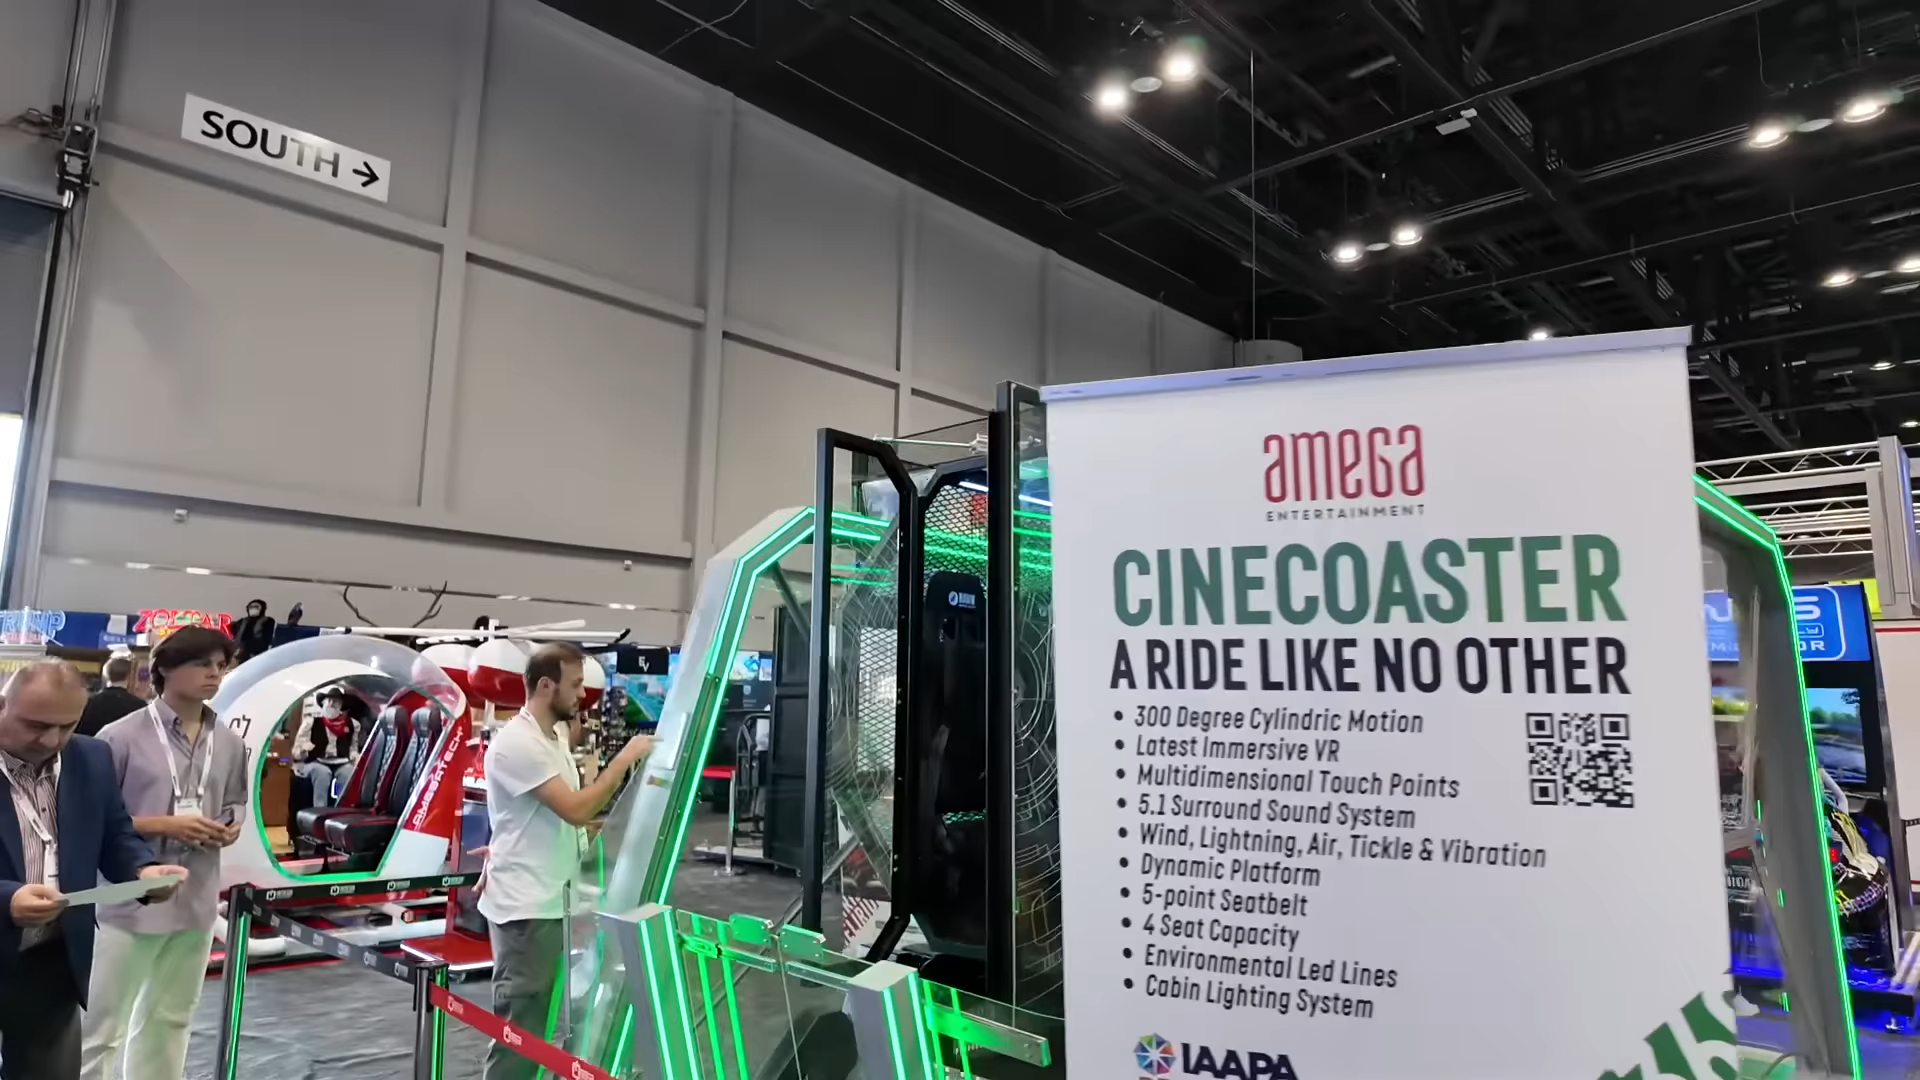 SOUTH →
amega
ENTERTAINMENT
CINECOASTER
A RIDE LIKE NO OTHER
• 300 Degree Cylindric Motion
• Latest Immersive VR
• Multidimensional Touch Points
• 5.1 Surround Sound System
• Wind, Lightning, Air, Tickle & Vibration
• Dynamic Platform
• 5-point Seatbelt
• 4 Seat Capacity
• Environmental Led Lines
• Cabin Lighting System
IAAPA
ZOLTAR
AMEGATECH